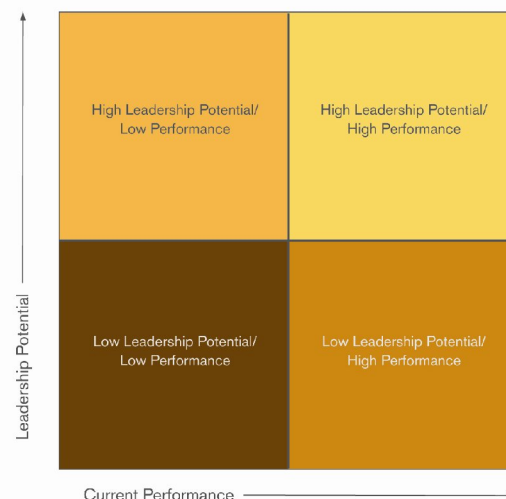 High Leadership Potential/
Low Performance
High Leadership Potential/
High Performance
Low Leadership Potential/
Low Performance
Low Leadership Potential/
High Performance
Leadership Potential
Current Performance